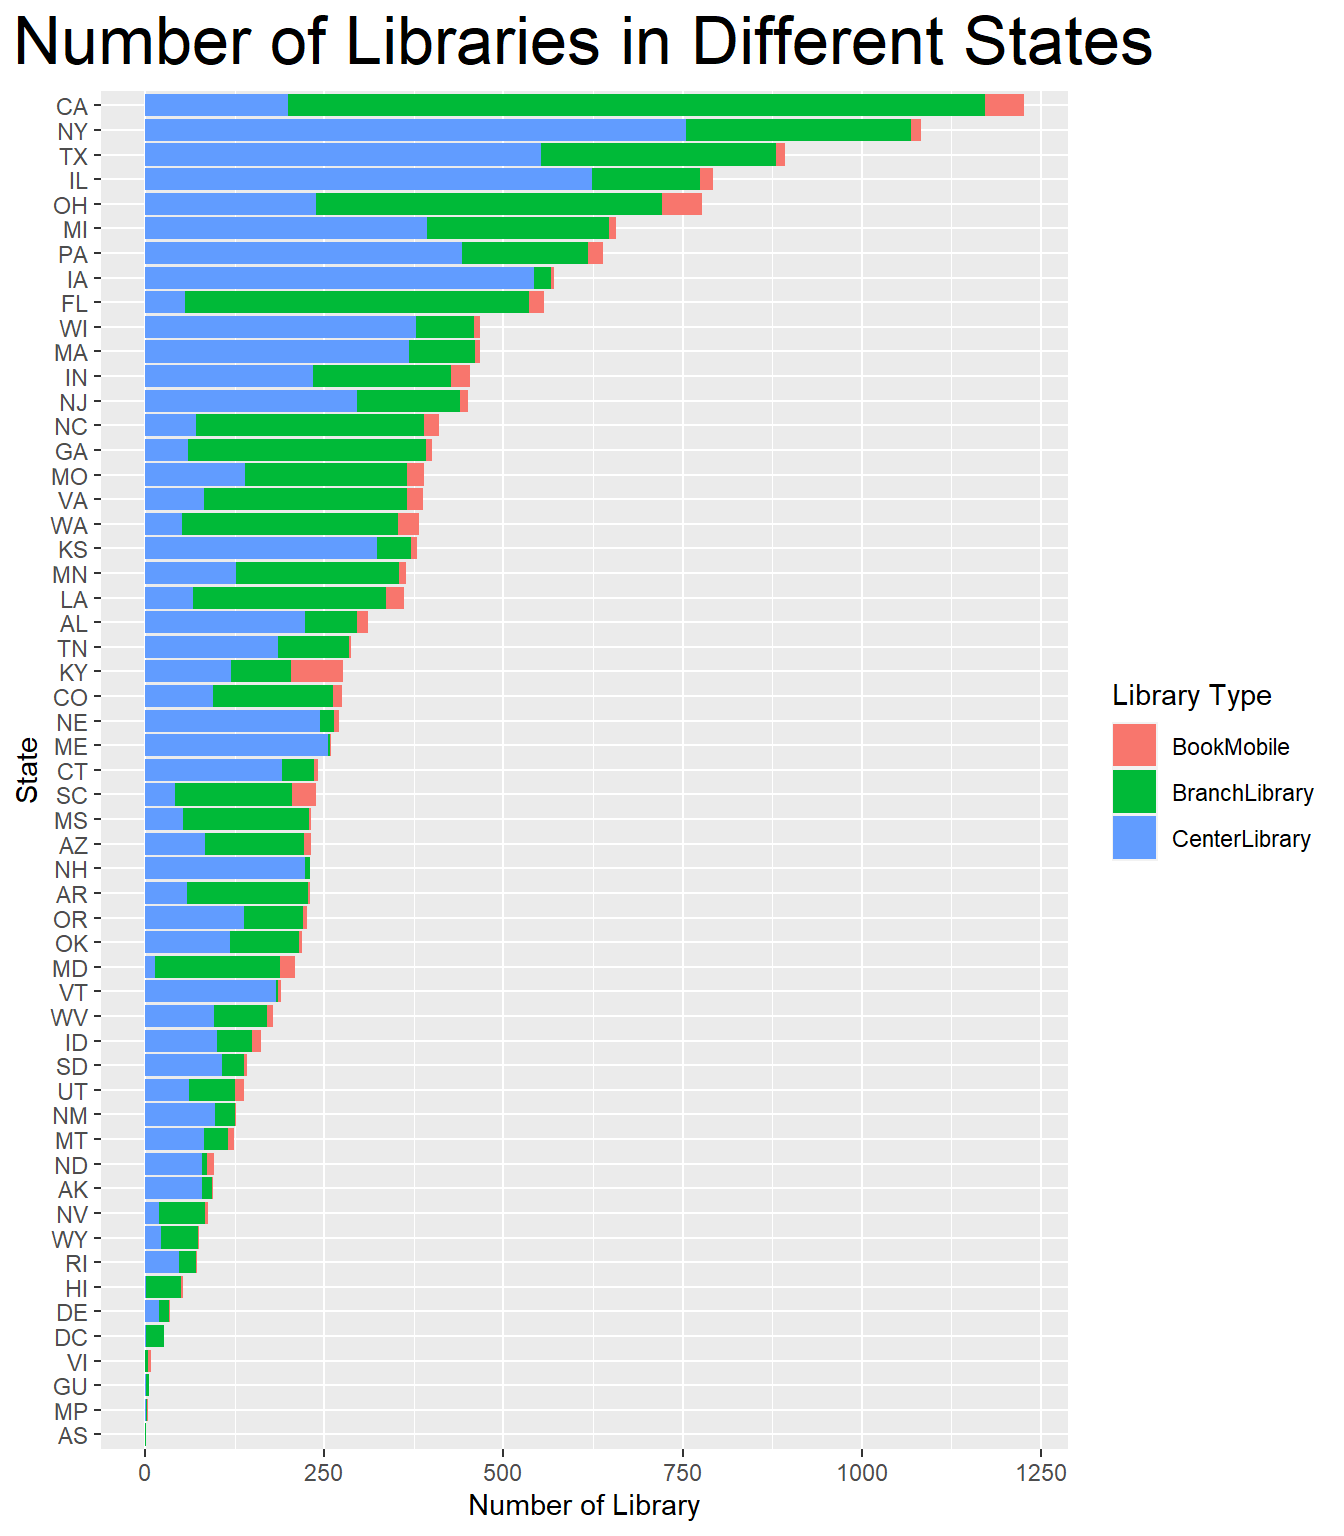 Number of Libraries in Different States
CA
NY
TX
IL
OH
MI
PA
IA
FL
WI
MA
IN
NJ
NC
GA
MO
VA
WA
KS
MN
LA
AL
TN
KY
CO
NE
ME
CT
SC
MS
AZ
NH
AR
OR
OK
MD
VT
WV
ID
SD
UT
NM
MT
ND
AK
NV
WY
RI
HI
DE
DC
VI
GU
MP
AS
State
0 250 500 750 1000 1250
Number of Library
Library Type
BookMobile
BranchLibrary
CenterLibrary